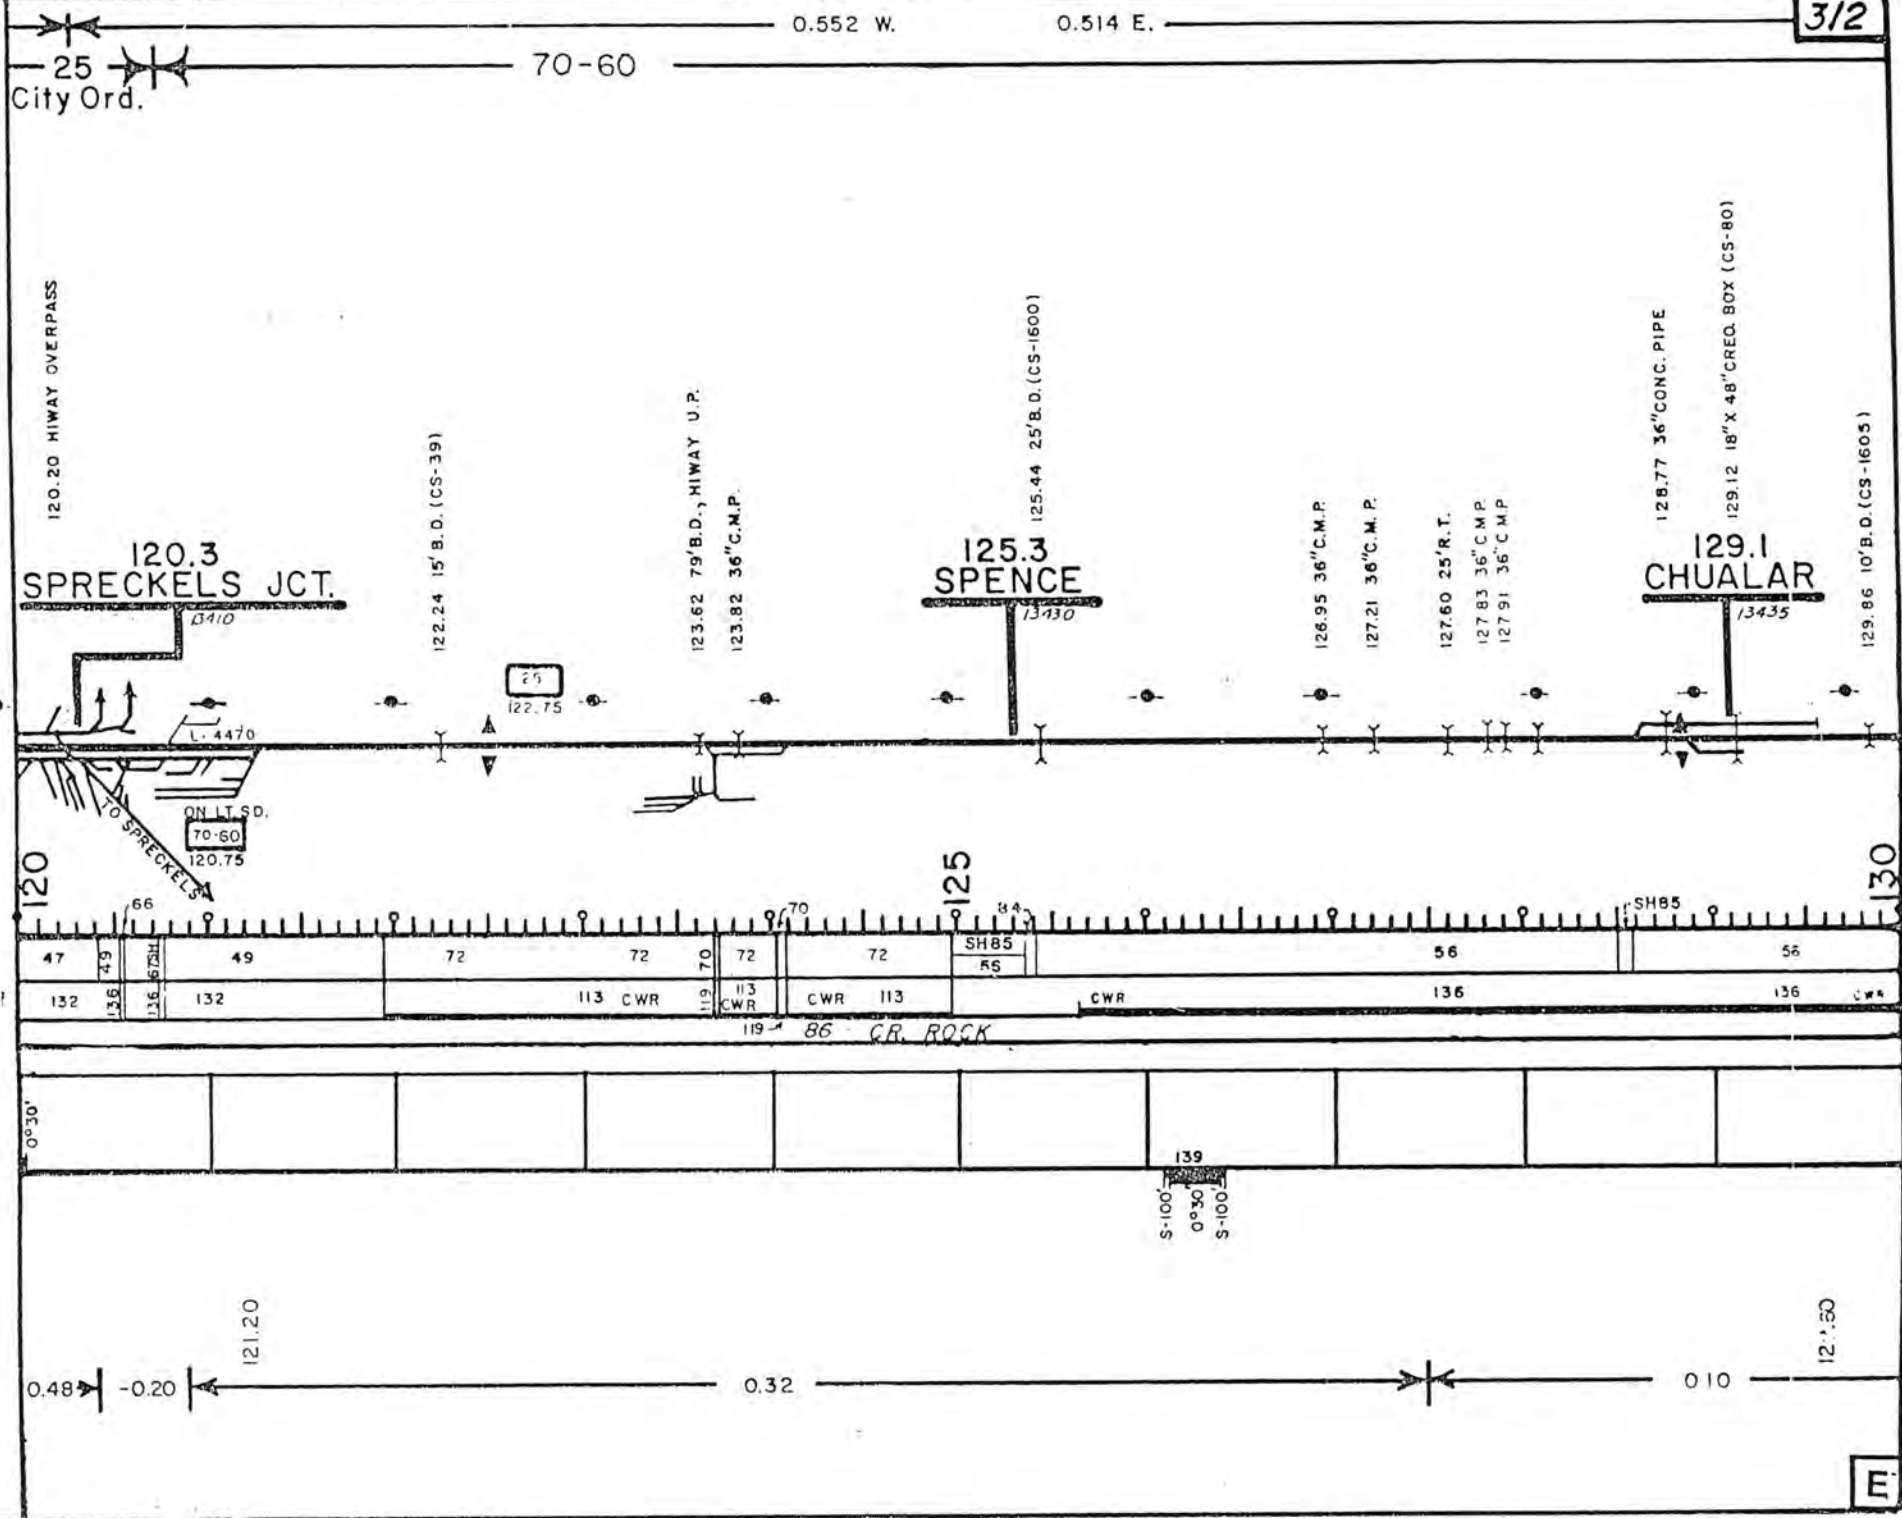 312
0.552 W. 0.514 E.
25 70-60
City Ord.
120.20 HIWAY OVERPASS
122.24 15' B.D. (CS-39)
123.62 79' B.D., HIWAY U.P.
123.82 36" C.M.P.
125.44 25' B.D. (CS-1600)
126.95 36" C.M.P.
127.21 36" C.M.P.
127.60 25' R.T.
127.83 36" C.M.P.
127.91 36" C.M.P.
128.77 36" CONC. PIPE
129.12 18" X 48" CREO. BOX (CS-80)
129.86 10' B.D. (CS-1605)
120.3
SPRECKELS JCT.
13410
125.3
SPENCE
13430
129.1
CHUALAR
13435
25
122.75
L. 4470
ON LT. SD.
70-60
120.75
TO SPRECKELS
120 125 130
66 70 84 SH85
47 49 67SH 49 72 72 70 72 72 SH85 56 56
56
132 136 136 132 113 CWR 119 113 CWR CWR 113 CWR 136 136 CWR
119 86 CR. ROCK
0°30'
139
S-100' 0°30' S-100'
121.20
0.48 -0.20 0.32 0.10
E